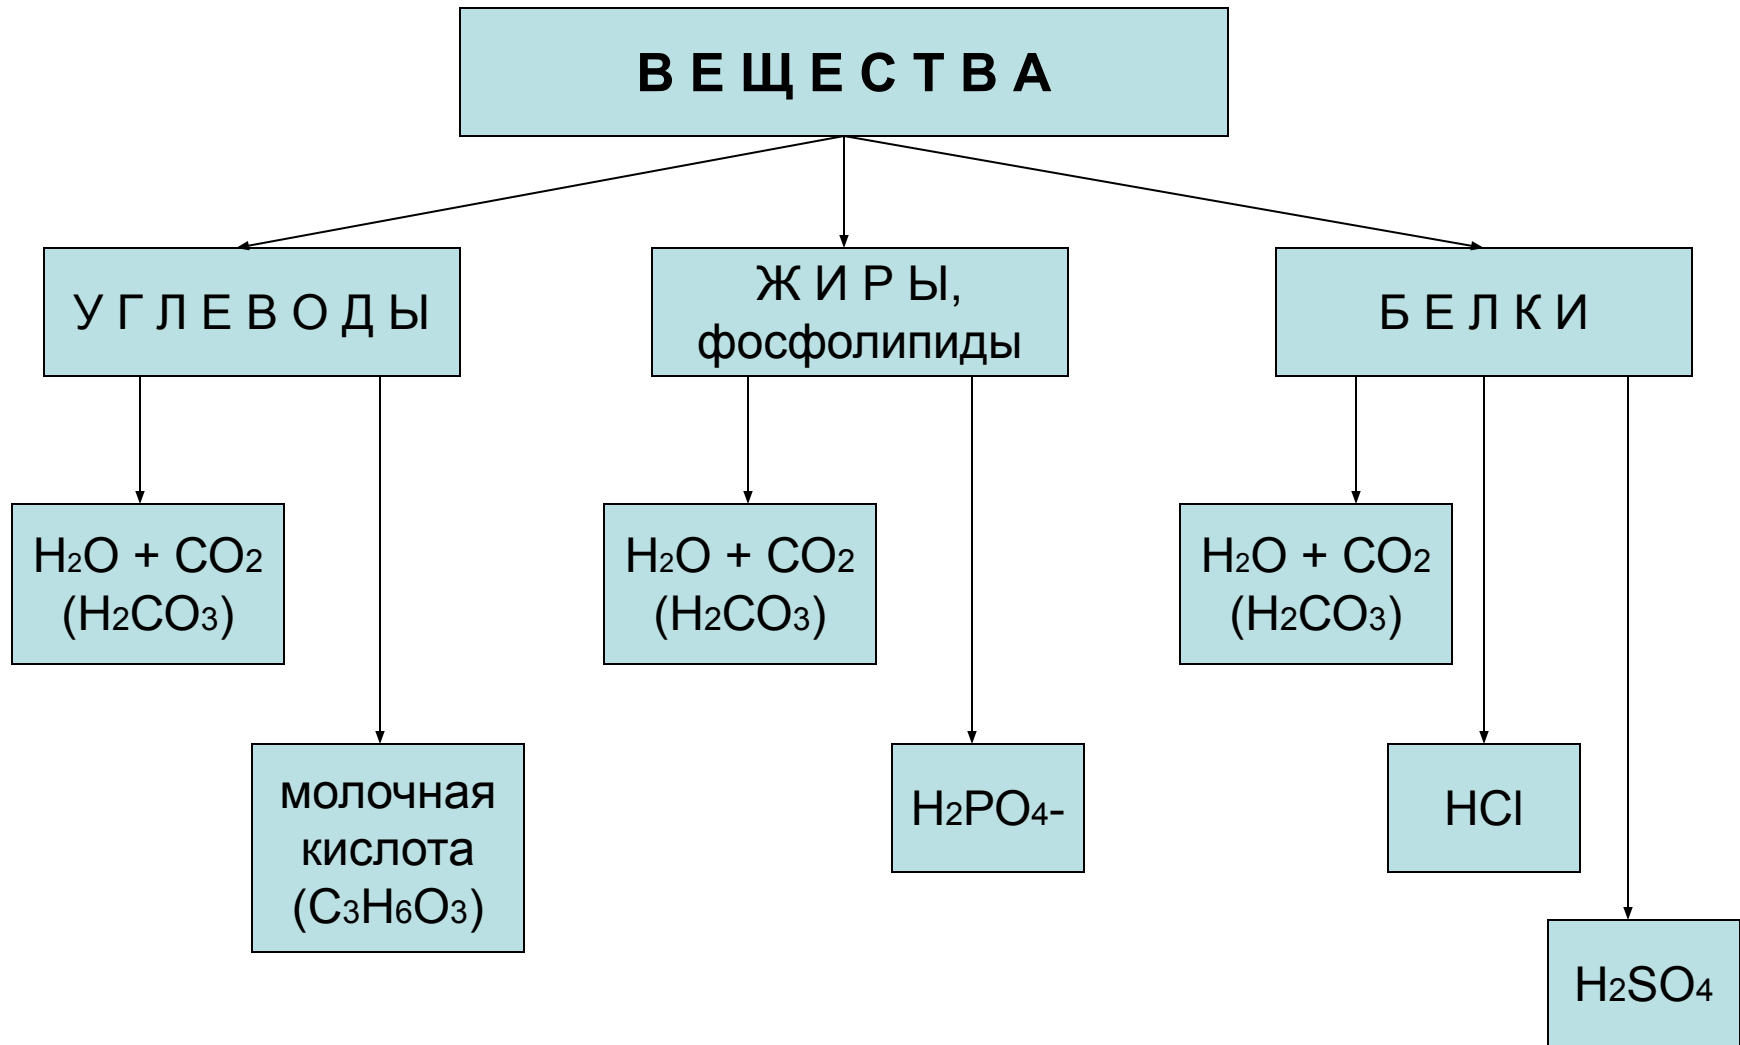 В Е Щ Е С Т В А
У Г Л Е В О Д Ы
Ж И Р Ы,
фосфолипиды
Б Е Л К И
H2O + CO2
(H2CO3)
H2O + CO2
(H2CO3)
H2O + CO2
(H2CO3)
молочная
кислота
(C3H6O3)
H2PO4-
HCl
H2SO4